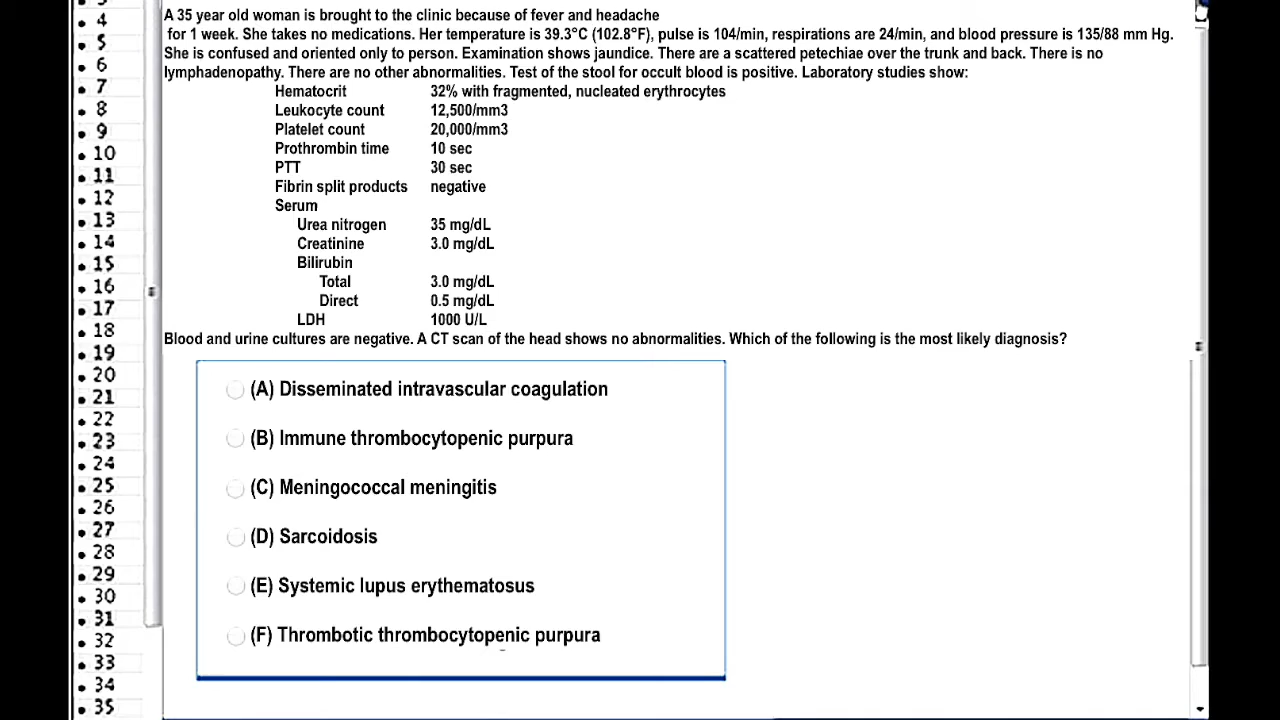 A 35 year old woman is brought to the clinic because of fever and headache
for 1 week. She takes no medications. Her temperature is 39.3°C (102.8°F), pulse is 104/min, respirations are 24/min, and blood pressure is 135/88 mm Hg.
She is confused and oriented only to person. Examination shows jaundice. There are a scattered petechiae over the trunk and back. There is no
lymphadenopathy. There are no other abnormalities. Test of the stool for occult blood is positive. Laboratory studies show:
Hematocrit 32% with fragmented, nucleated erythrocytes
Leukocyte count 12,500/mm3
Platelet count 20,000/mm3
Prothrombin time 10 sec
PTT 30 sec
Fibrin split products negative
Serum
Urea nitrogen 35 mg/dL
Creatinine 3.0 mg/dL
Bilirubin
Total 3.0 mg/dL
Direct 0.5 mg/dL
LDH 1000 U/L
Blood and urine cultures are negative. A CT scan of the head shows no abnormalities. Which of the following is the most likely diagnosis?
(A) Disseminated intravascular coagulation
(B) Immune thrombocytopenic purpura
(C) Meningococcal meningitis
(D) Sarcoidosis
(E) Systemic lupus erythematosus
(F) Thrombotic thrombocytopenic purpura
4
5
6
7
8
9
10
11
12
13
14
15
16
17
18
19
20
21
22
23
24
25
26
27
28
29
30
31
32
33
34
35